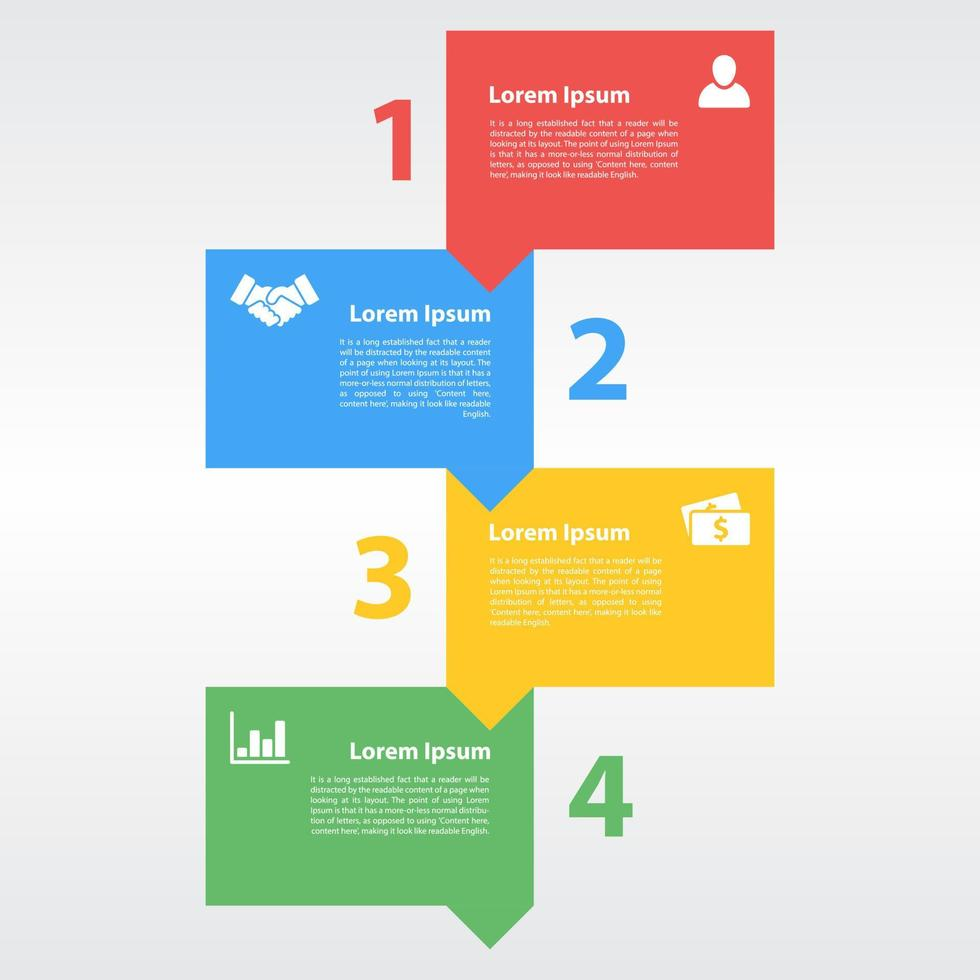 1
Lorem Ipsum
It is a long established fact that a reader will be
distracted by the readable content of a page when
looking at its layout. The point of using Lorem Ipsum
is that it has a more-or-less normal distribution of
letters, as opposed to using 'Content here, content
here', making it look like readable English.
Lorem Ipsum
It is a long established fact that a reader
will be distracted by the readable content of a
page when looking at its layout. The
point of using Lorem Ipsum is that it has a
more-or-less normal distribution of letters,
as opposed to using 'Content here,
content here', making it look like readable
English.
2
3
Lorem Ipsum
It is a long established fact that a reader will
be distracted by the readable content of a page
when looking at its layout. The point of using
Lorem Ipsum is that it has a more-or-less normal
distribution of letters, as opposed to using
'Content here, content here', making it look like
readable English.
$
Lorem Ipsum
It is a long established fact that a reader will be
distracted by the readable content of a page when
looking at its layout. The point of using Lorem
Ipsum is that it has a more-or-less normal distribu-
tion of letters, as opposed to using 'Content here,
content here', making it look like readable English.
4